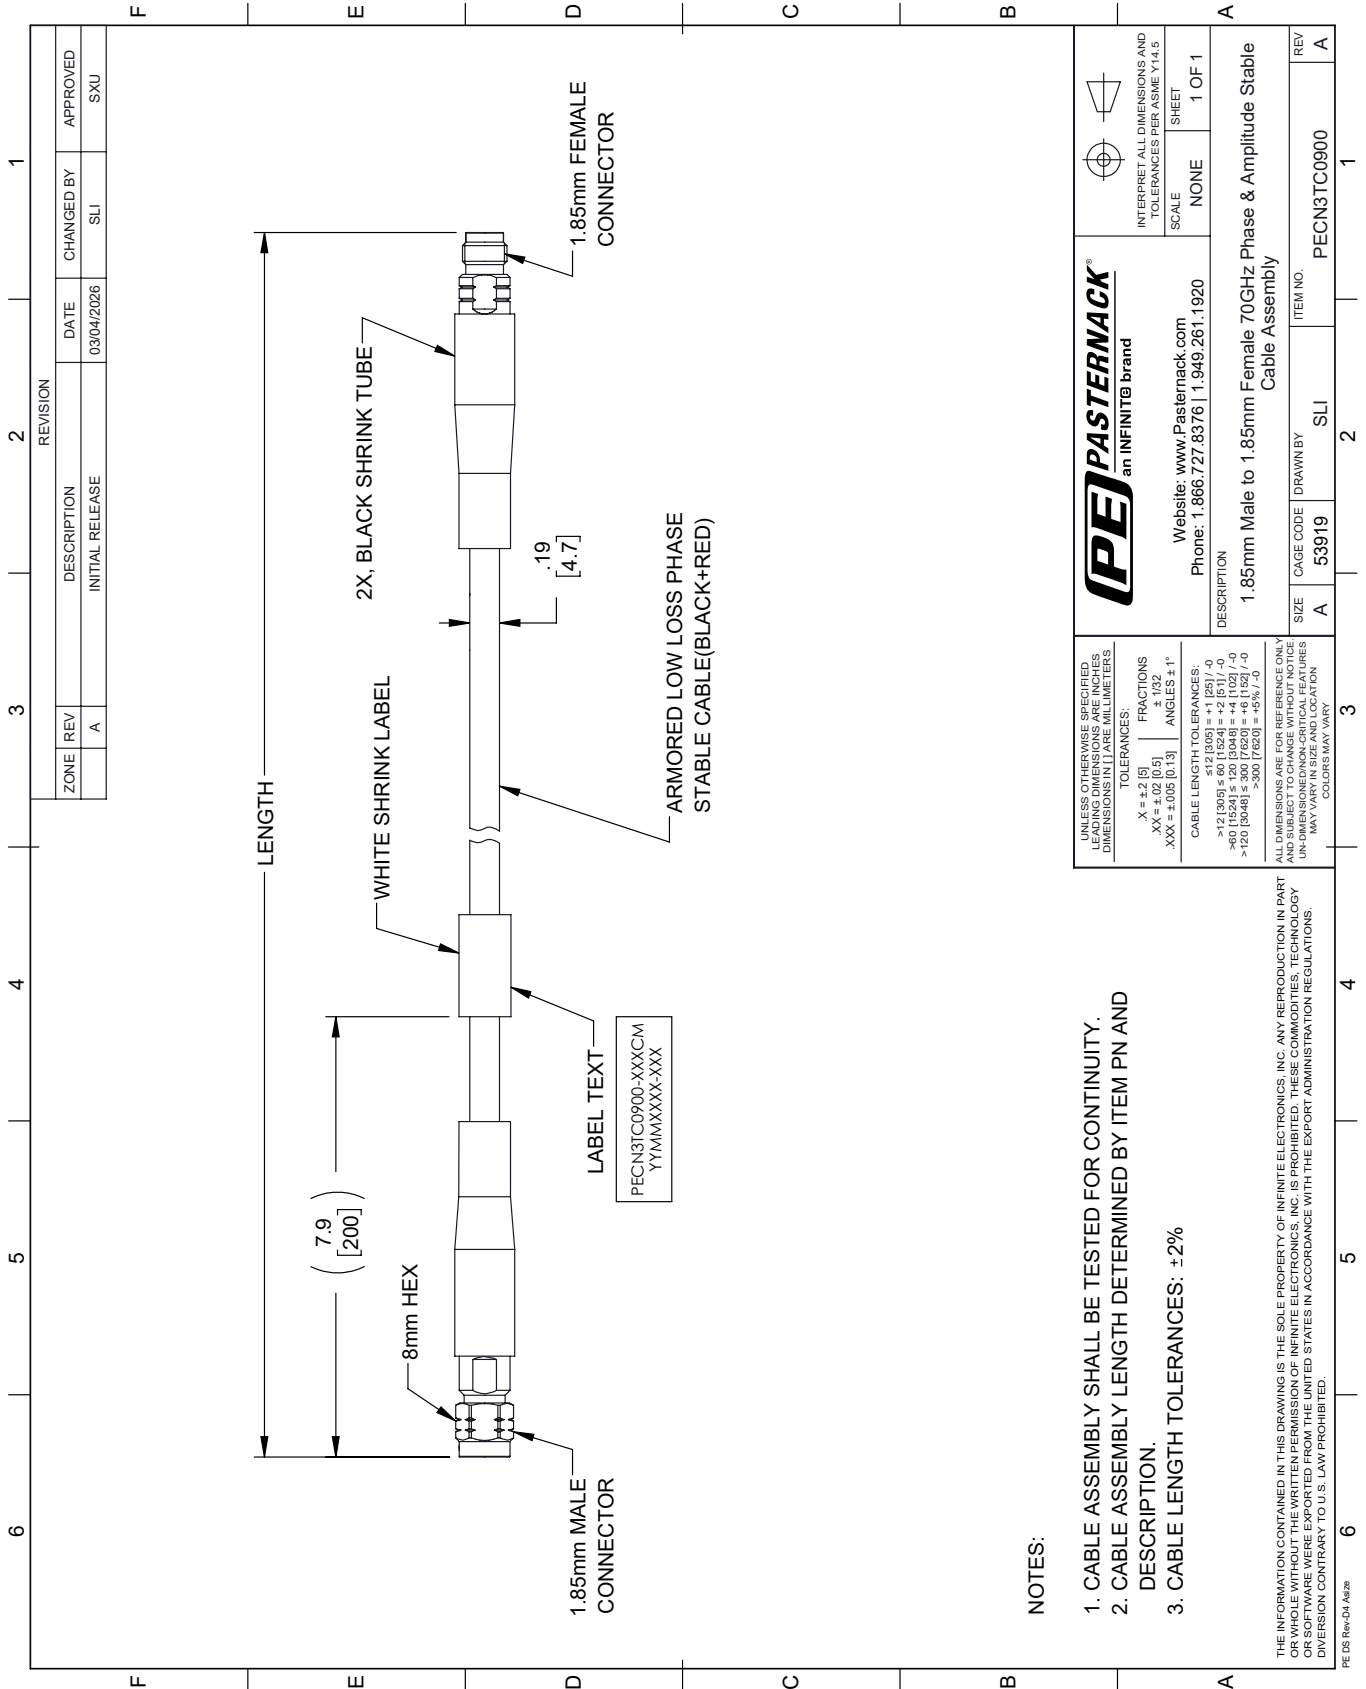 6 5 4 3 2 1
F E D C B A
REVISION
ZONE REV DESCRIPTION DATE CHANGED BY APPROVED
A INITIAL RELEASE 03/04/2026 SLI SXU
LENGTH
( 7.9
[200] )
8mm HEX
WHITE SHRINK LABEL
2X, BLACK SHRINK TUBE
1.85mm MALE
CONNECTOR
LABEL TEXT
PECN3TC0900-XXXCM
YYMMXXXX-XXX
.19
[4.7]
1.85mm FEMALE
CONNECTOR
ARMORED LOW LOSS PHASE
STABLE CABLE(BLACK+RED)
NOTES:
1. CABLE ASSEMBLY SHALL BE TESTED FOR CONTINUITY.
2. CABLE ASSEMBLY LENGTH DETERMINED BY ITEM PN AND
DESCRIPTION.
3. CABLE LENGTH TOLERANCES: ±2%
THE INFORMATION CONTAINED IN THIS DRAWING IS THE SOLE PROPERTY OF INFINITE ELECTRONICS, INC. ANY REPRODUCTION IN PART
OR WHOLE WITHOUT THE WRITTEN PERMISSION OF INFINITE ELECTRONICS, INC. IS PROHIBITED. THESE COMMODITIES, TECHNOLOGY
OR SOFTWARE WERE EXPORTED FROM THE UNITED STATES IN ACCORDANCE WITH THE EXPORT ADMINISTRATION REGULATIONS.
DIVERSION CONTRARY TO U.S. LAW PROHIBITED.
UNLESS OTHERWISE SPECIFIED
LEADING DIMENSIONS ARE INCHES
DIMENSIONS IN [ ] ARE MILLIMETERS
TOLERANCES:
.X = ±.2 [5] FRACTIONS
.XX = ±.02 [0.5] ± 1/32
.XXX = ±.005 [0.13] ANGLES ± 1°
CABLE LENGTH TOLERANCES:
≤12 [305] = +1 [25] / -0
>12 [305] ≤ 60 [1524] = +2 [51] / -0
>60 [1524] ≤ 120 [3048] = +4 [102] / -0
>120 [3048] ≤ 300 [7620] = +6 [152] / -0
>300 [7620] = +5% / -0
ALL DIMENSIONS ARE FOR REFERENCE ONLY
AND SUBJECT TO CHANGE WITHOUT NOTICE.
UN-DIMENSIONED/NON-CRITICAL FEATURES
MAY VARY IN SIZE AND LOCATION
COLORS MAY VARY
PE PASTERNACK®
an INFINIT® brand
Website: www.Pasternack.com
Phone: 1.866.727.8376 | 1.949.261.1920
INTERPRET ALL DIMENSIONS AND
TOLERANCES PER ASME Y14.5
SCALE NONE SHEET 1 OF 1
DESCRIPTION
1.85mm Male to 1.85mm Female 70GHz Phase & Amplitude Stable
Cable Assembly
SIZE A CAGE CODE 53919 DRAWN BY SLI ITEM NO. PECN3TC0900 REV A
F E D C B A
6 5 4 3 2 1
PE DS Rev-D4 Asize